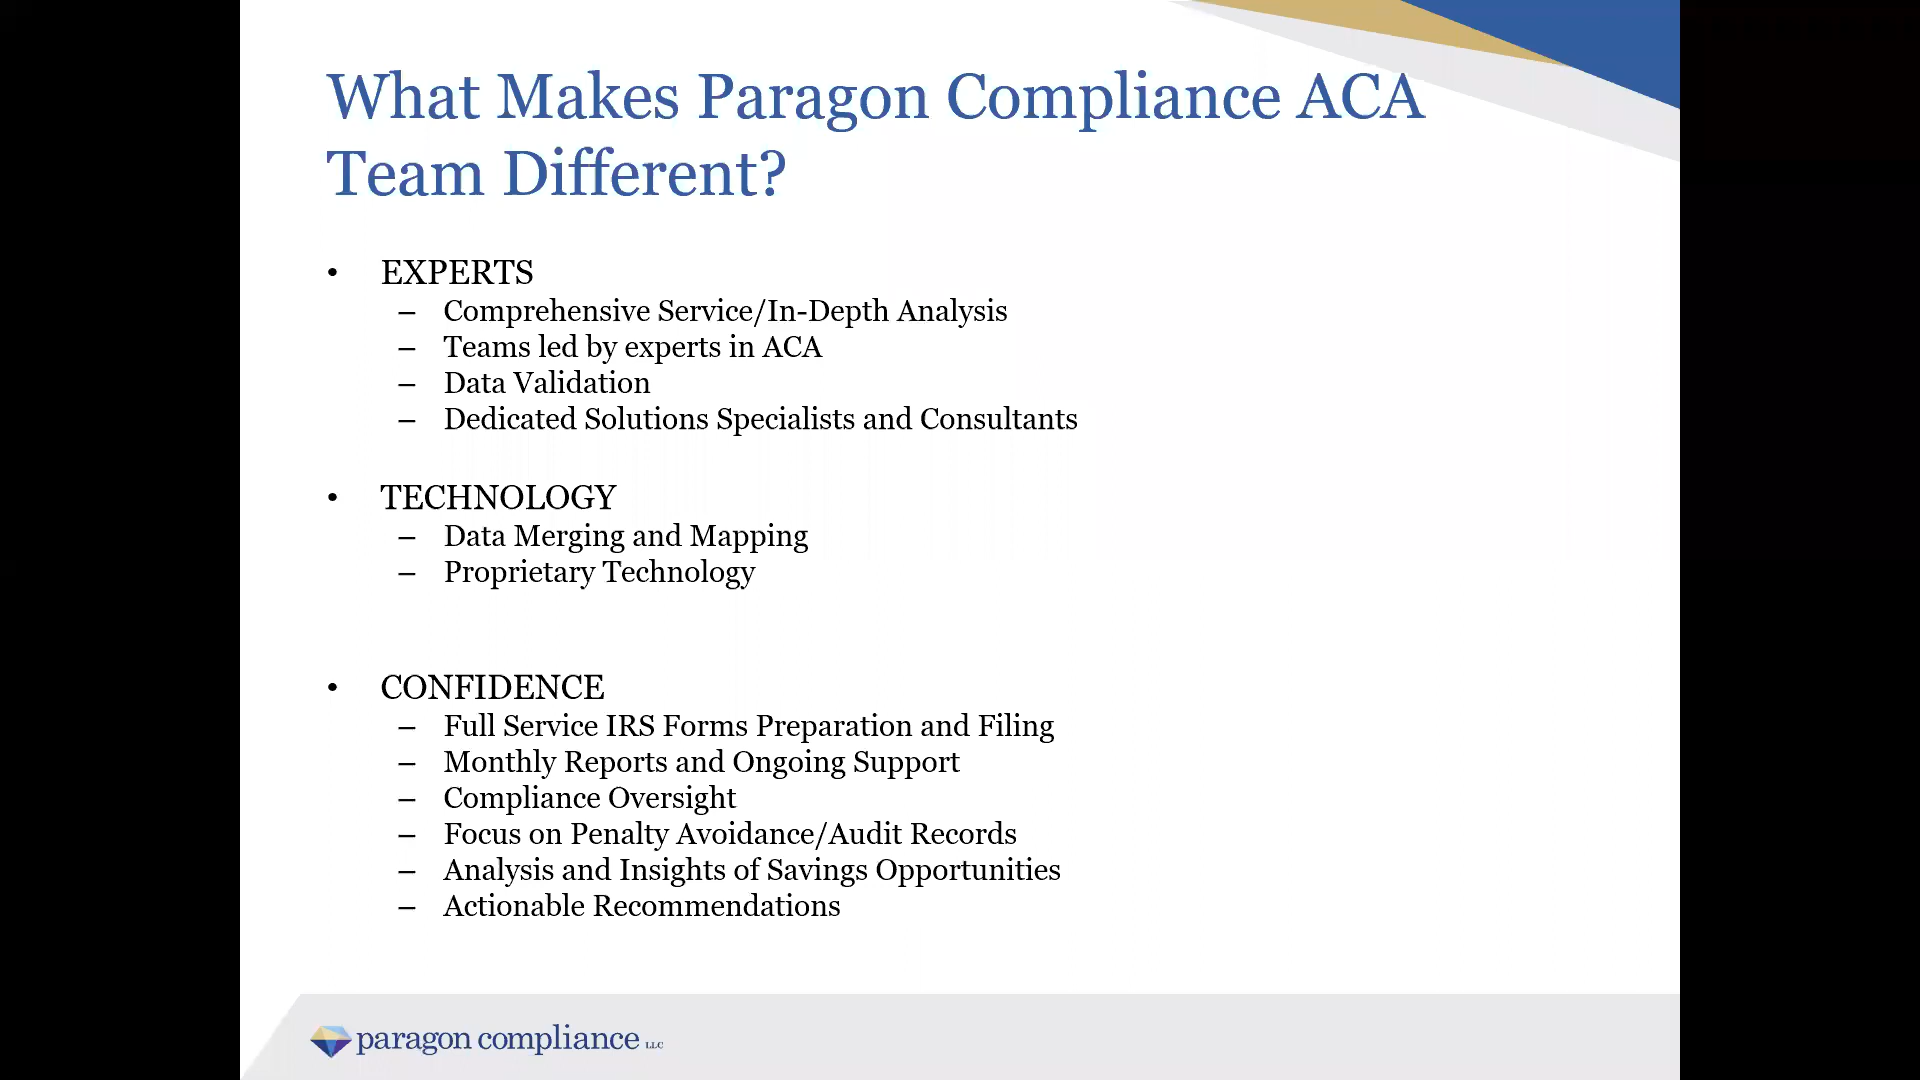 What Makes Paragon Compliance ACA
Team Different?
• EXPERTS
– Comprehensive Service/In-Depth Analysis
– Teams led by experts in ACA
– Data Validation
– Dedicated Solutions Specialists and Consultants
• TECHNOLOGY
– Data Merging and Mapping
– Proprietary Technology
• CONFIDENCE
– Full Service IRS Forms Preparation and Filing
– Monthly Reports and Ongoing Support
– Compliance Oversight
– Focus on Penalty Avoidance/Audit Records
– Analysis and Insights of Savings Opportunities
– Actionable Recommendations
paragon compliance LLC